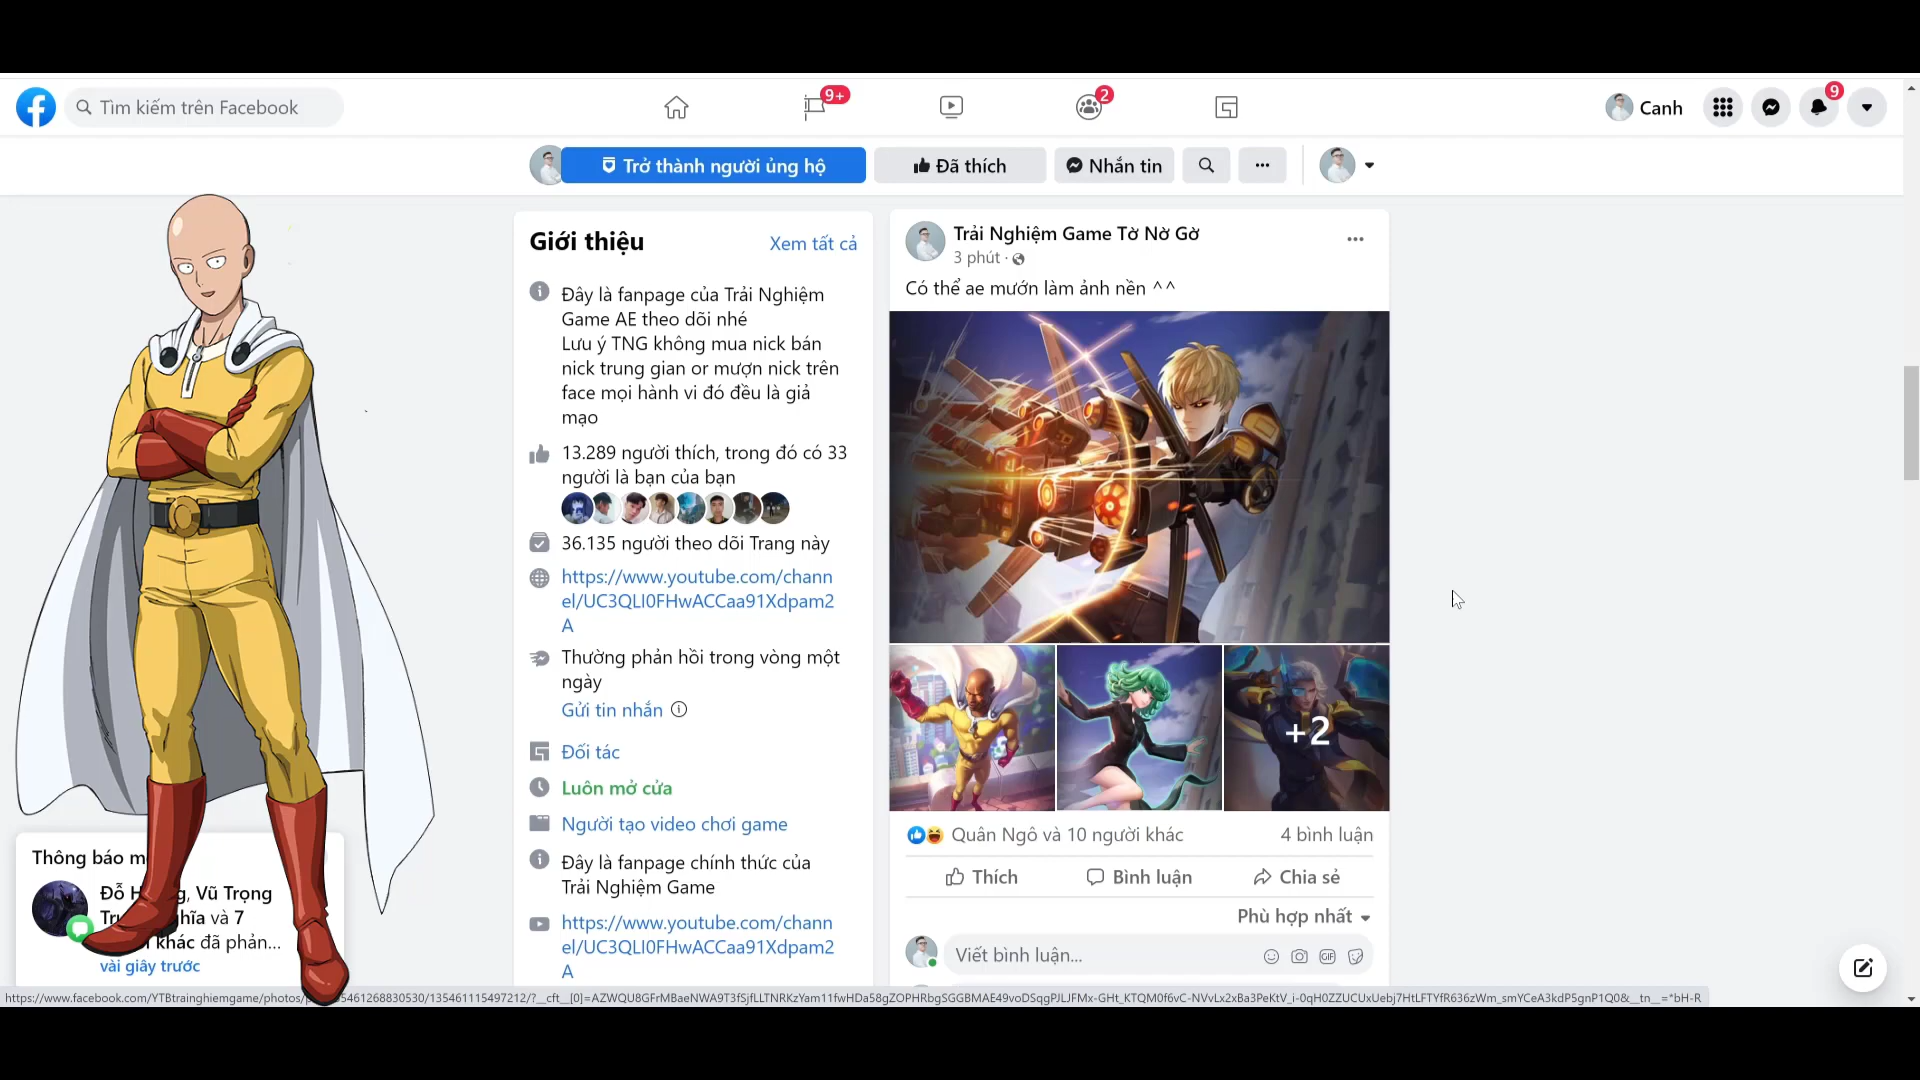 Tìm kiếm trên Facebook
9+
2
Canh
9
Trở thành người ủng hộ
Đã thích
Nhắn tin
Giới thiệu
Xem tất cả
Đây là fanpage của Trải Nghiệm
Game AE theo dõi nhé
Lưu ý TNG không mua nick bán
nick trung gian or mượn nick trên
face mọi hành vi đó đều là giả
mạo
13.289 người thích, trong đó có 33
người là bạn của bạn
36.135 người theo dõi Trang này
https://www.youtube.com/chann
el/UC3QLI0FHwACCaa91Xdpam2
A
Thường phản hồi trong vòng một
ngày
Gửi tin nhắn
Đối tác
Luôn mở cửa
Người tạo video chơi game
Đây là fanpage chính thức của
Trải Nghiệm Game
https://www.youtube.com/chann
el/UC3QLI0FHwACCaa91Xdpam2
A
Trải Nghiệm Game Tờ Nờ Gờ
3 phút ·
Có thể ae mướn làm ảnh nền ^^
+2
Quân Ngô và 10 người khác
4 bình luận
Thích
Bình luận
Chia sẻ
Phù hợp nhất
Viết bình luận...
GIF
Thông báo
Vũ Trọng
và 7
khác đã phản...
vài giây trước